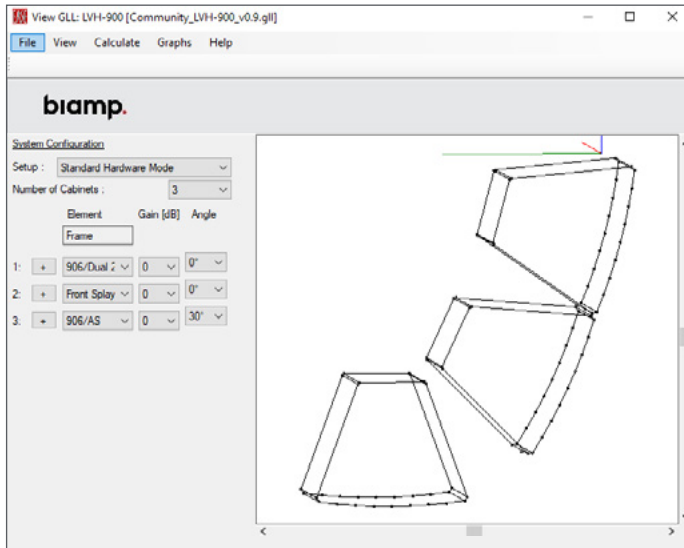 View GLL: LVH-900 [Community_LVH-900_v0.9.gll]
File View Calculate Graphs Help
biamp.
System Configuration
Setup : Standard Hardware Mode
Number of Cabinets : 3
Element Gain [dB] Angle
Frame
1: + 906/Dual 2 0 0°
2: + Front Splay 0 0°
3: + 906/AS 0 30°